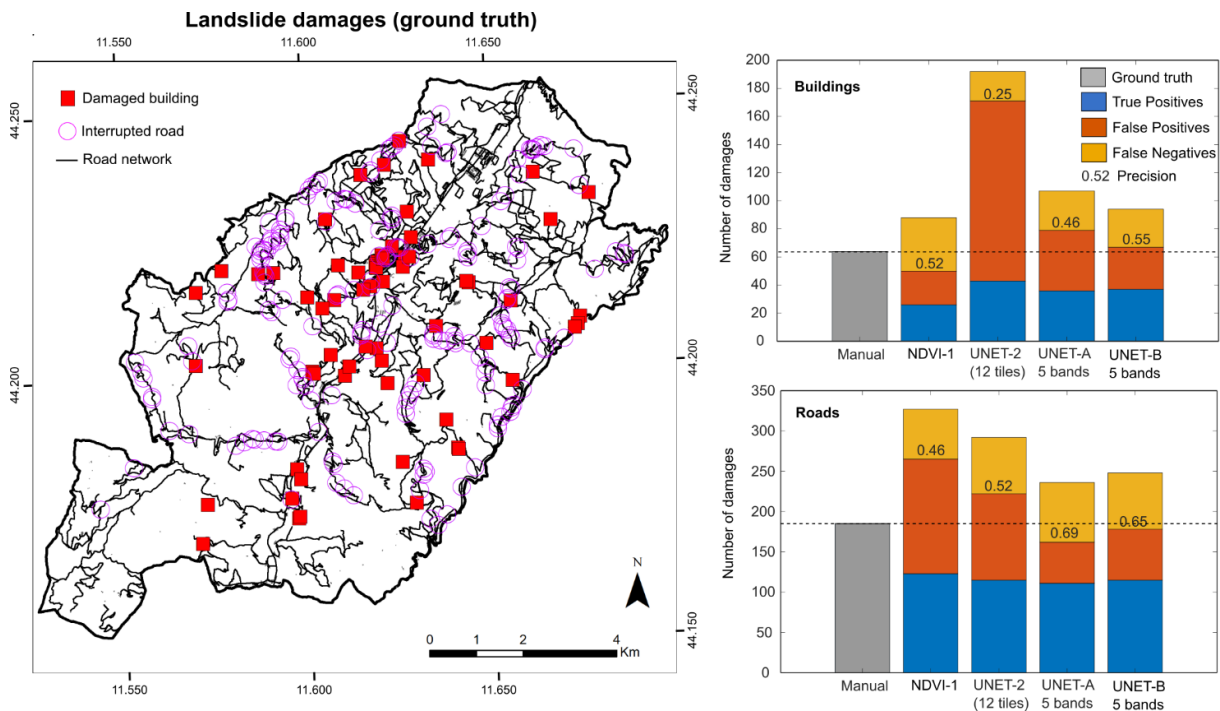 Landslide damages (ground truth)
11.550
11.600
11.650
44.250
44.200
44.250
44.200
44.150
Damaged building
Interrupted road
Road network
N
0 1 2 4
Km
11.550
11.600
11.650
Buildings
Number of damages
200
180
160
140
120
100
80
60
40
20
0
Ground truth
True Positives
False Positives
False Negatives
0.52 Precision
0.52
0.25
0.46
0.55
Manual NDVI-1 UNET-2 UNET-A UNET-B
(12 tiles) 5 bands 5 bands
Roads
Number of damages
350
300
250
200
150
100
50
0
0.46
0.52
0.69
0.65
Manual NDVI-1 UNET-2 UNET-A UNET-B
(12 tiles) 5 bands 5 bands